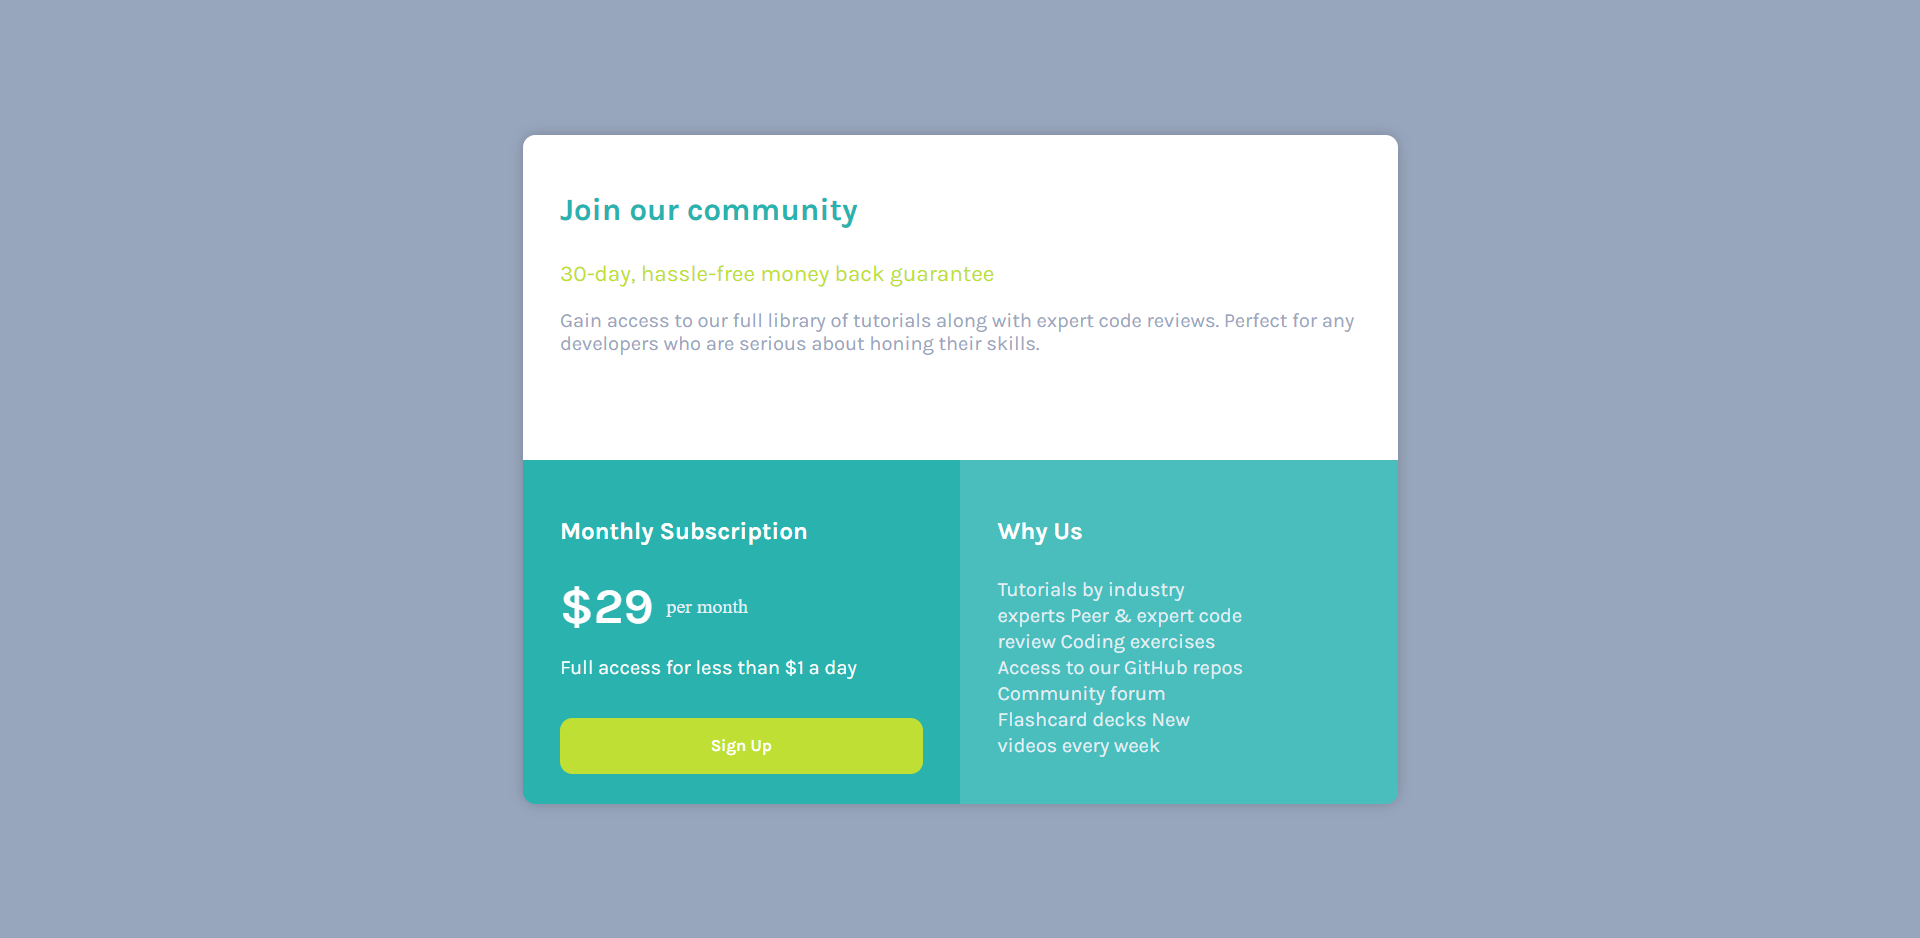 Join our community
30-day, hassle-free money back guarantee
Gain access to our full library of tutorials along with expert code reviews. Perfect for any
developers who are serious about honing their skills.
Monthly Subscription
$29 per month
Full access for less than $1 a day
Sign Up
Why Us
Tutorials by industry
experts Peer & expert code
review Coding exercises
Access to our GitHub repos
Community forum
Flashcard decks New
videos every week